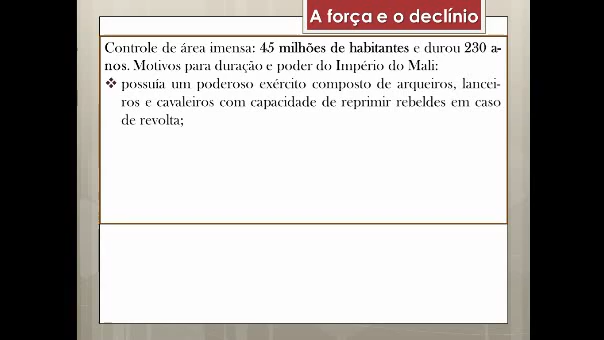 A força e o declínio
Controle de área imensa: 45 milhões de habitantes e durou 230 a-
nos. Motivos para duração e poder do Império do Mali:
❖ possuía um poderoso exército composto de arqueiros, lancei-
ros e cavaleiros com capacidade de reprimir rebeldes em caso
de revolta;